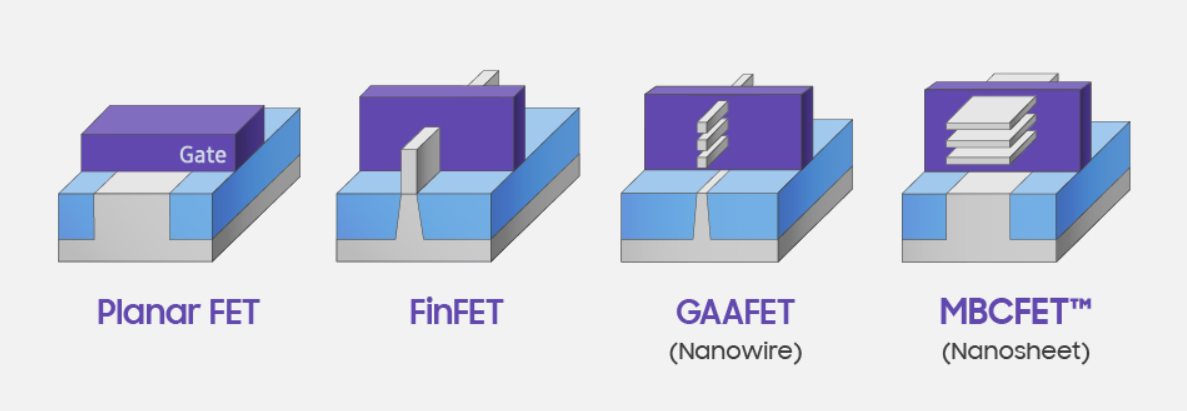 Gate
Planar FET
FinFET
GAAFET
(Nanowire)
MBCFET™
(Nanosheet)